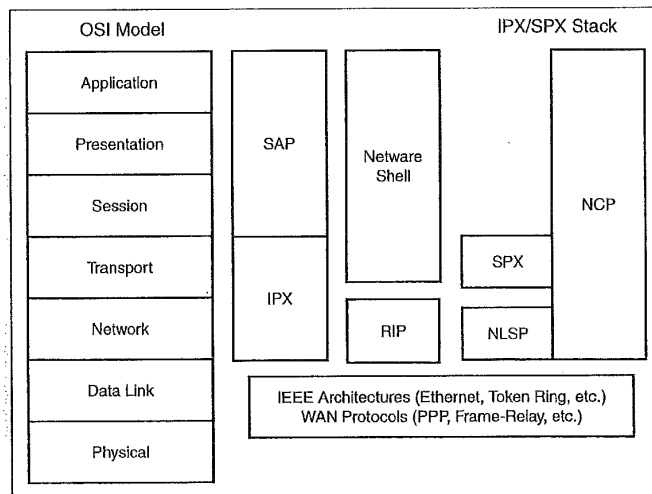 OSI Model
IPX/SPX Stack
Application
Presentation
Session
Transport
Network
Data Link
Physical
SAP
IPX
Netware
Shell
RIP
SPX
NLSP
NCP
IEEE Architectures (Ethernet, Token Ring, etc.)
WAN Protocols (PPP, Frame-Relay, etc.)